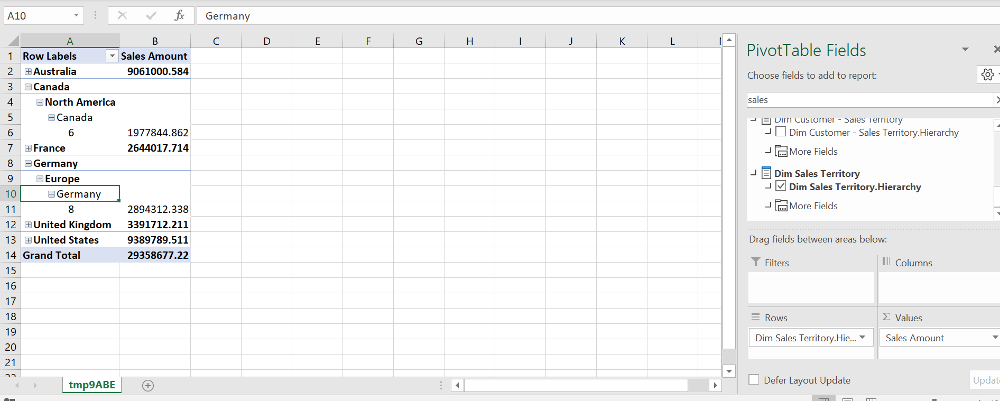 A10
fx
Germany
A B C D E F G H I J K L
1 Row Labels Sales Amount
2 Australia 9061000.584
3 Canada
4 North America
5 Canada
6 6 1977844.862
7 France 2644017.714
8 Germany
9 Europe
10 Germany
11 8 2894312.338
12 United Kingdom 3391712.211
13 United States 9389789.511
14 Grand Total 29358677.22
15
16
17
18
19
20
21
22
tmp9ABE
PivotTable Fields
Choose fields to add to report:
sales
Dim Customer - Sales Territory
Dim Customer - Sales Territory.Hierarchy
More Fields
Dim Sales Territory
Dim Sales Territory.Hierarchy
More Fields
Drag fields between areas below:
Filters
Columns
Rows
Σ Values
Dim Sales Territory.Hie...
Sales Amount
Defer Layout Update